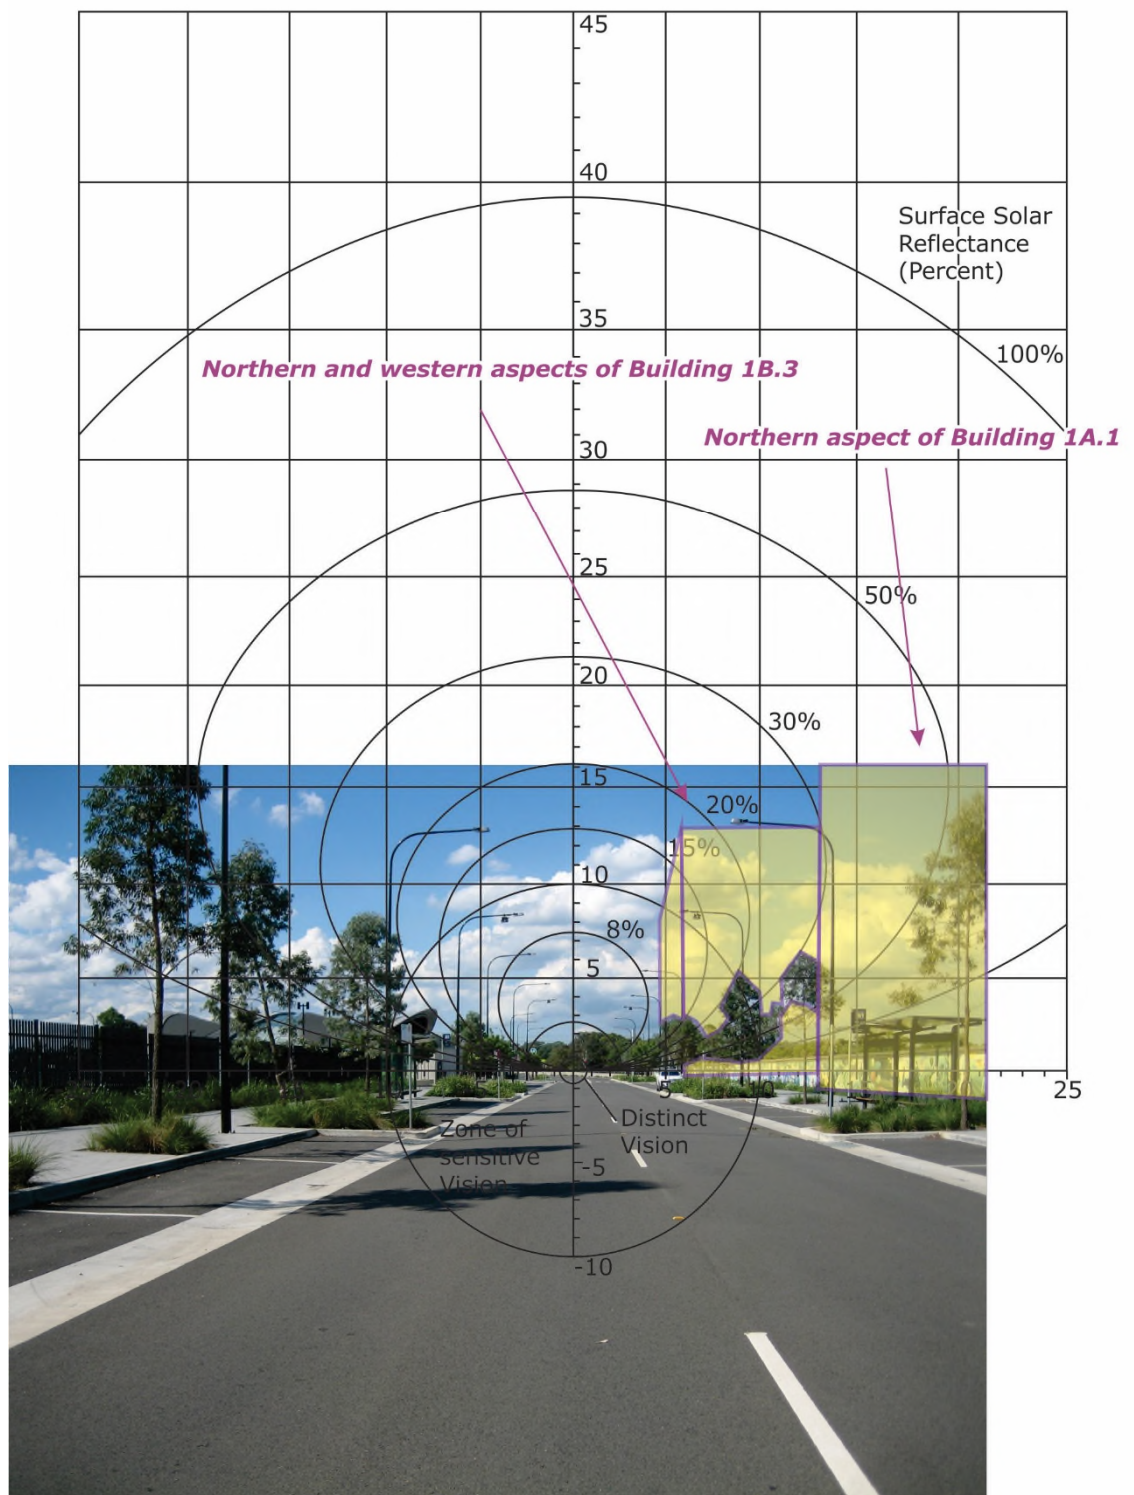 45
40
Surface Solar
Reflectance
(Percent)
35
100%
Northern and western aspects of Building 1B.3
Northern aspect of Building 1A.1
30
25
50%
20
30%
15
20%
15%
10
8%
5
5
10
25
Distinct
Vision
Zone of
sensitive
Vision
-5
-10